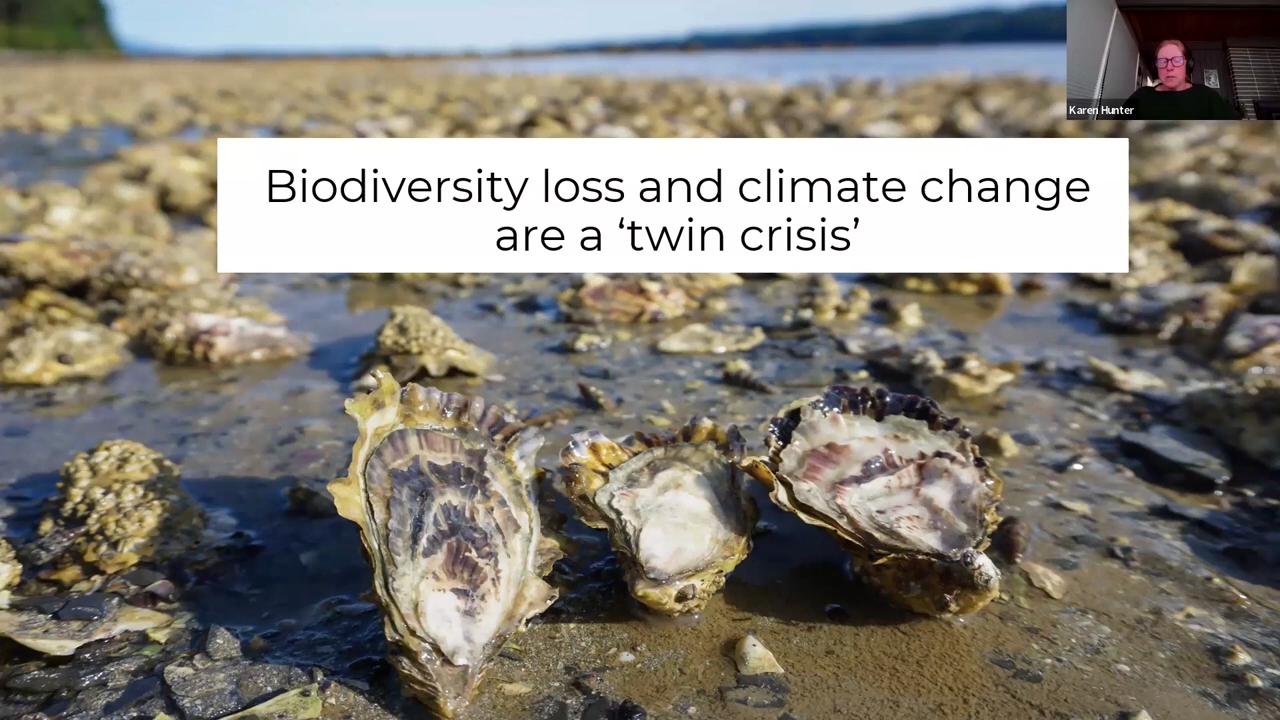 Karen Hunter
Biodiversity loss and climate change
are a ‘twin crisis’